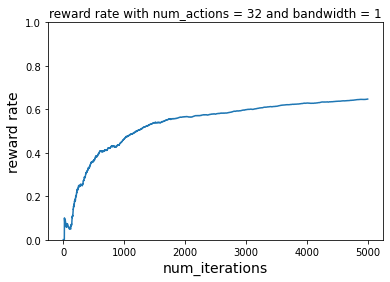 reward rate with num_actions = 32 and bandwidth = 1
1.0
0.8
0.6
0.4
0.2
0.0
reward rate
0 1000 2000 3000 4000 5000
num_iterations